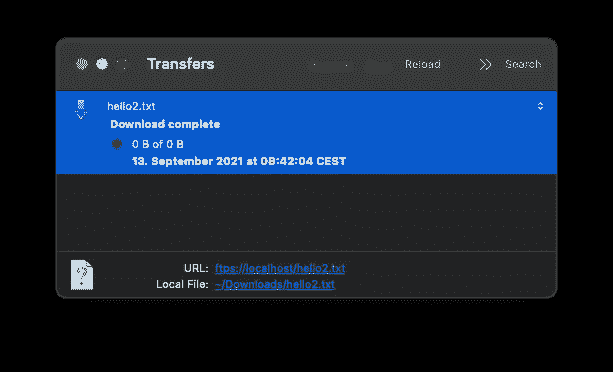 Transfers
Reload
Search
hello2.txt
Download complete
0 B of 0 B
13. September 2021 at 08:42:04 CEST
URL: ftps://localhost/hello2.txt
Local File: ~/Downloads/hello2.txt